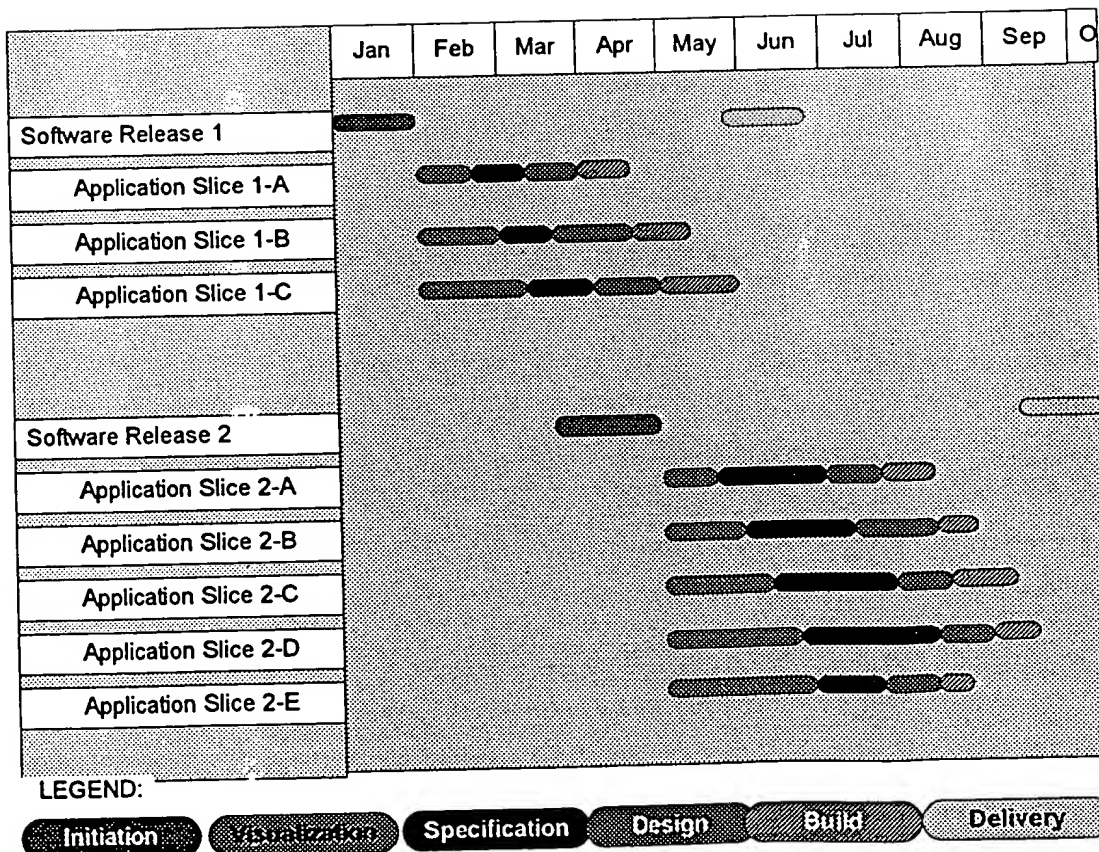 Jan Feb Mar Apr May Jun Jul Aug Sep O
Software Release 1
Application Slice 1-A
Application Slice 1-B
Application Slice 1-C
Software Release 2
Application Slice 2-A
Application Slice 2-B
Application Slice 2-C
Application Slice 2-D
Application Slice 2-E
LEGEND:
Initiation Visualization Specification Design Build Delivery